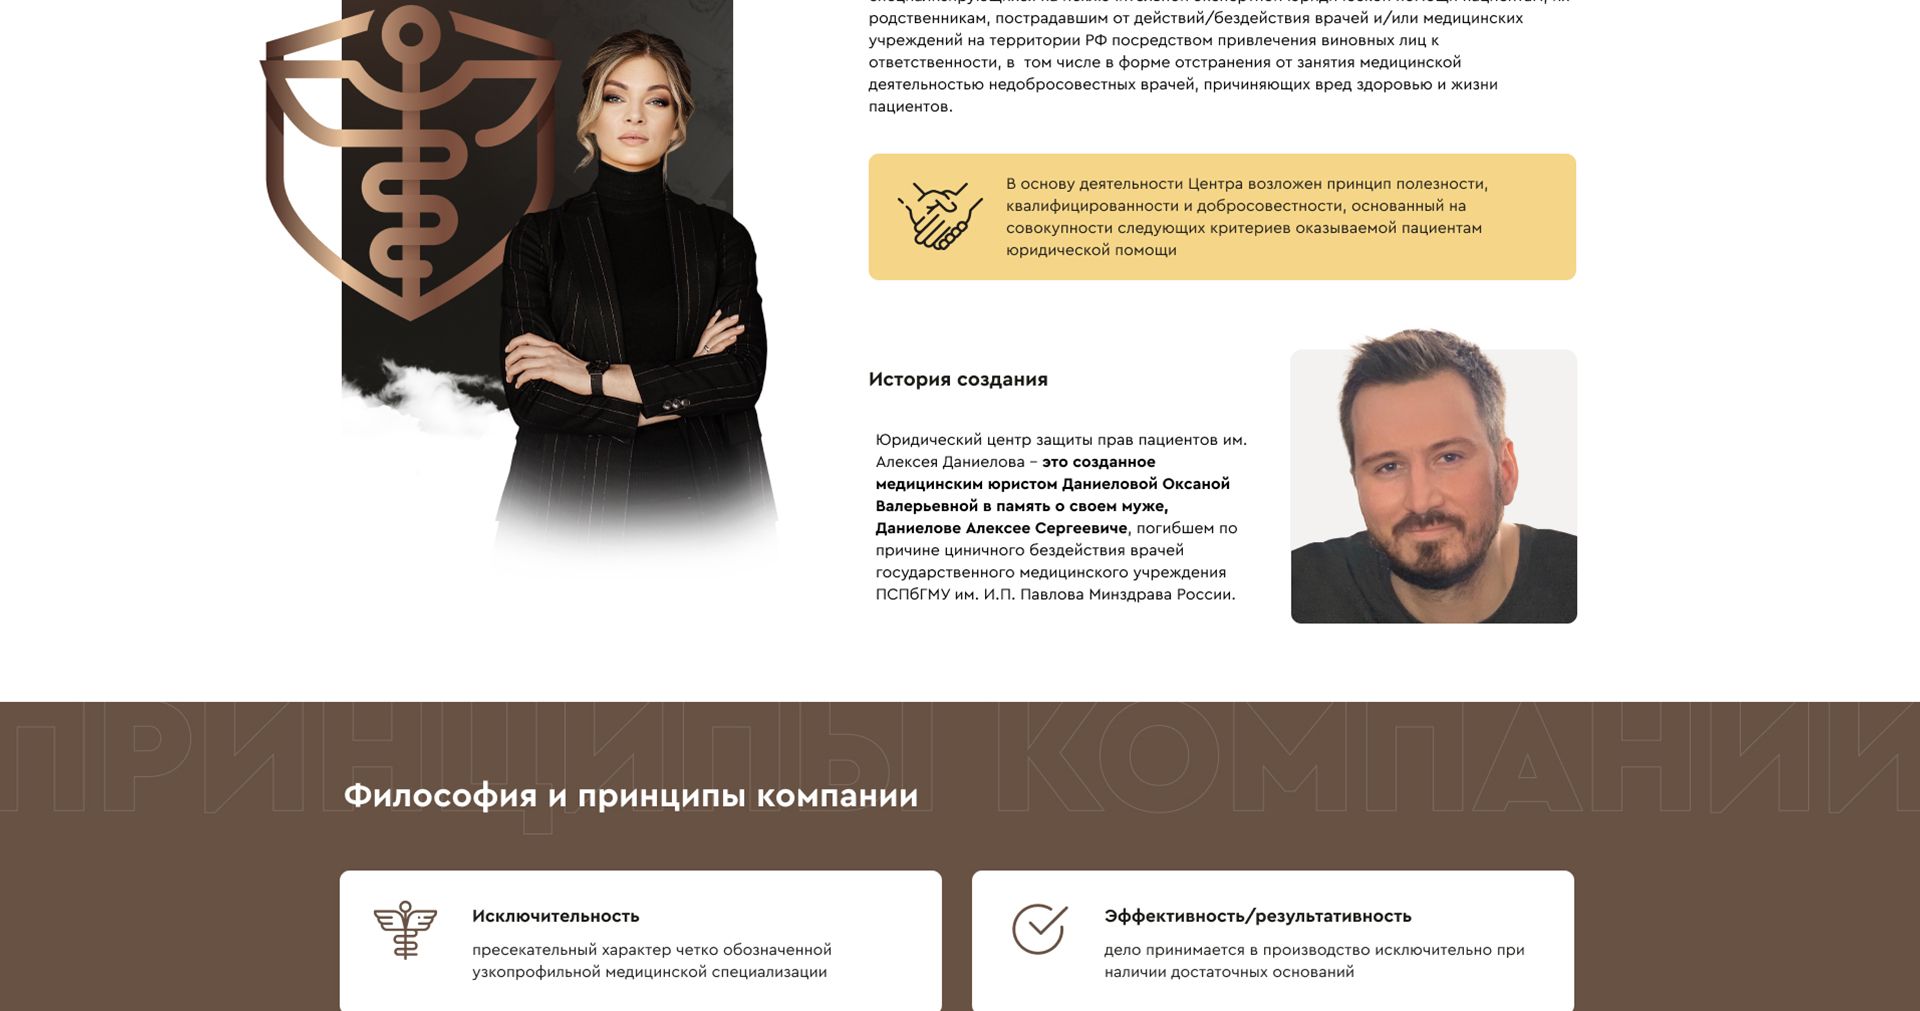 родственникам, пострадавшим от действий/бездействия врачей и/или медицинских
учреждений на территории РФ посредством привлечения виновных лиц к
ответственности, в том числе в форме отстранения от занятия медицинской
деятельностью недобросовестных врачей, причиняющих вред здоровью и жизни
пациентов.
В основу деятельности Центра возложен принцип полезности,
квалифицированности и добросовестности, основанный на
совокупности следующих критериев оказываемой пациентам
юридической помощи
История создания
Юридический центр защиты прав пациентов им.
Алексея Даниелова – это созданное
медицинским юристом Даниеловой Оксаной
Валерьевной в память о своем муже,
Даниелове Алексее Сергеевиче, погибшем по
причине циничного бездействия врачей
государственного медицинского учреждения
ПСПбГМУ им. И.П. Павлова Минздрава России.
ПРИНЦИПЫ КОМПАНИИ
Философия и принципы компании
Исключительность
пресекательный характер четко обозначенной
узкопрофильной медицинской специализации
Эффективность/результативность
дело принимается в производство исключительно при
наличии достаточных оснований